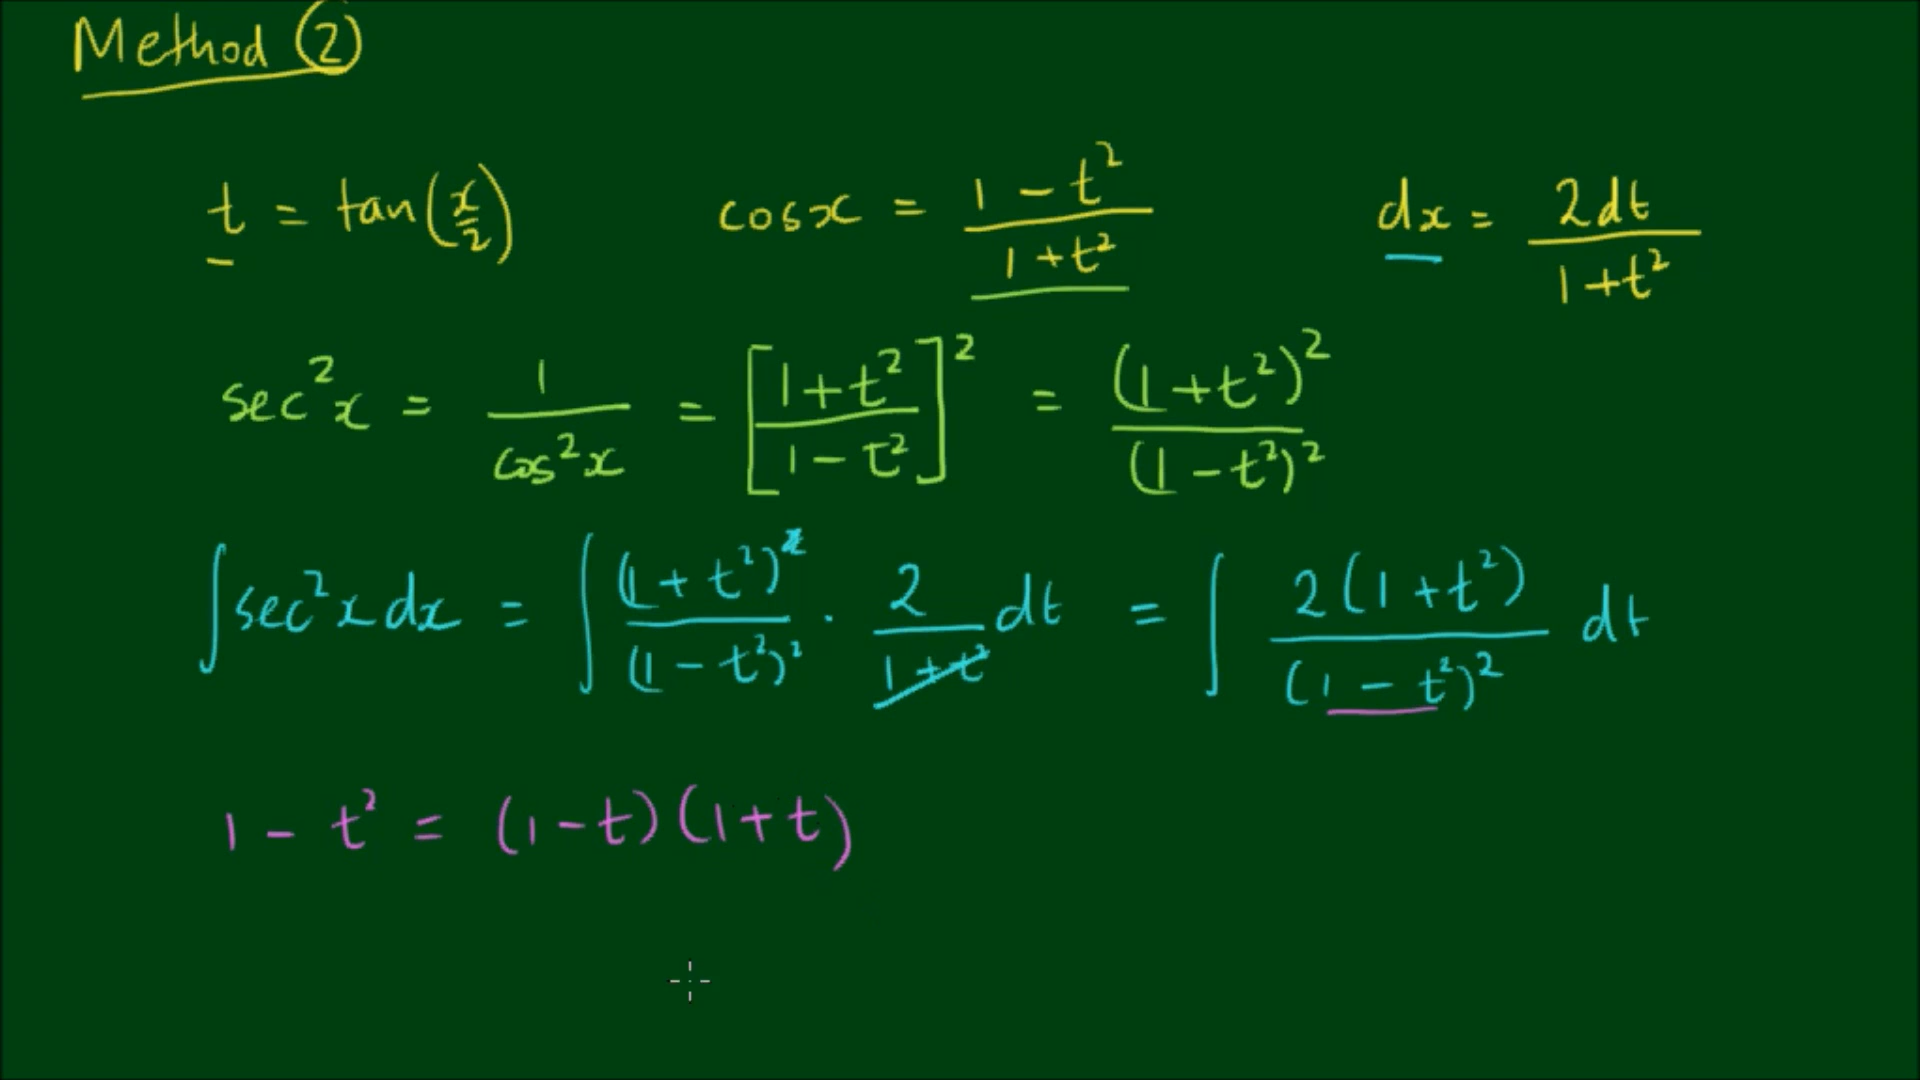 Method ②
t = tan(x/2) cosx = (1 - t²)/(1 + t²) dx = 2dt/(1 + t²)
sec²x = 1/cos²x = [(1 + t²)/(1 - t²)]² = (1 + t²)²/(1 - t²)²
∫ sec²x dx = ∫ (1 + t²)²/(1 - t²)² · 2/(1 + t²) dt = ∫ 2(1 + t²)/(1 - t²)² dt
1 - t² = (1 - t)(1 + t)